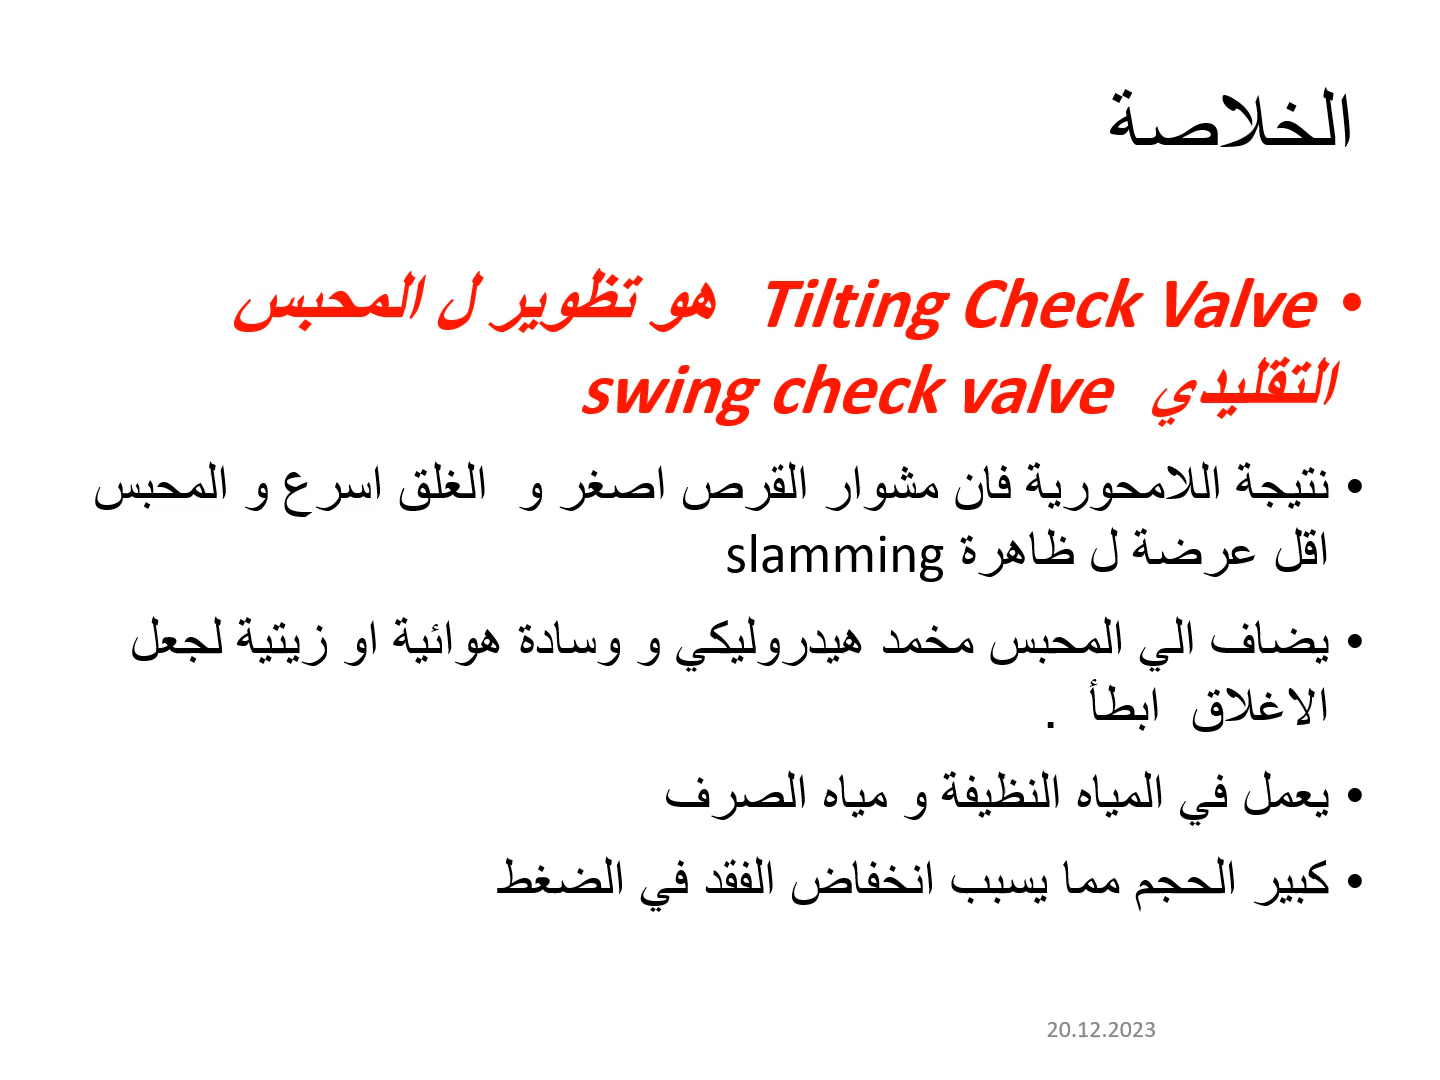 الخلاصة
• Tilting Check Valve هو تظوير ل المحبس
التقليدي swing check valve
• نتيجة اللامحورية فان مشوار القرص اصغر و الغلق اسرع و المحبس
اقل عرضة ل ظاهرة slamming
• يضاف الي المحبس مخمد هيدروليكي و وسادة هوائية او زيتية لجعل
الاغلاق ابطأ .
• يعمل في المياه النظيفة و مياه الصرف
• كبير الحجم مما يسبب انخفاض الفقد في الضغط
20.12.2023